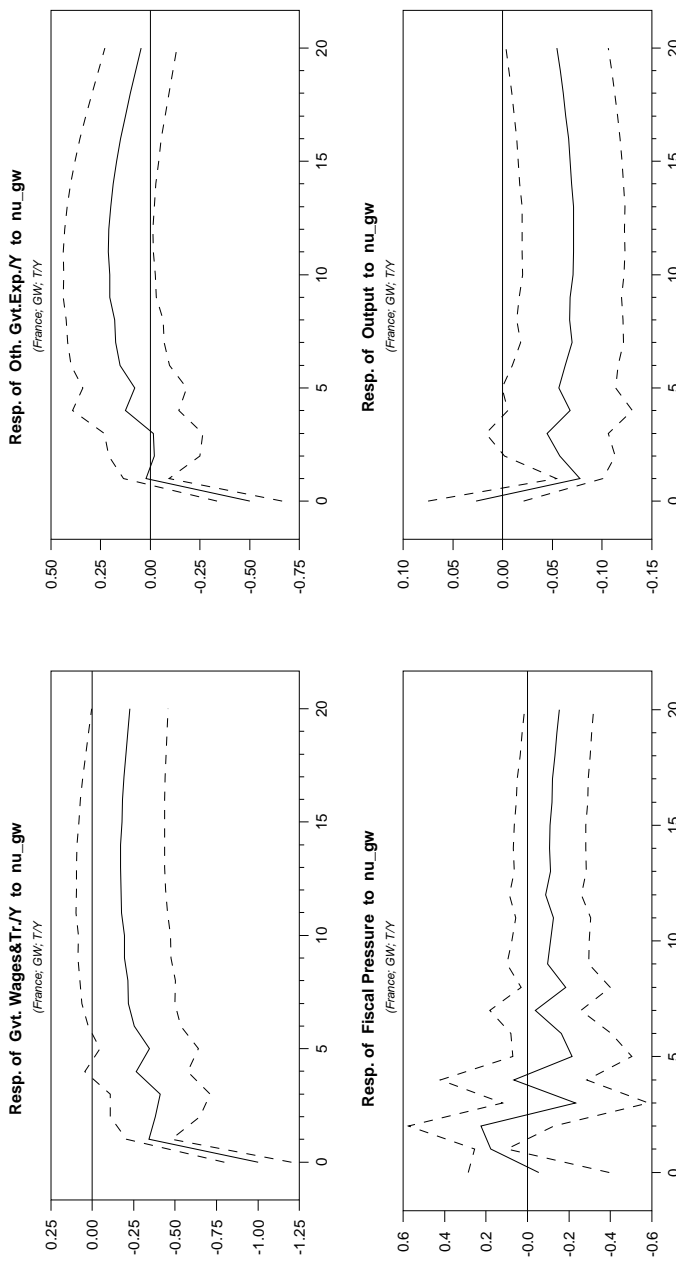 Resp. of Gvt. Wages&Tr./Y to nu_gw
(France; GW; T/Y)
0.25
0.00
-0.25
-0.50
-0.75
-1.00
-1.25
0 5 10 15 20
Resp. of Oth. Gvt.Exp./Y to nu_gw
(France; GW; T/Y)
0.50
0.25
0.00
-0.25
-0.50
-0.75
0 5 10 15 20
Resp. of Fiscal Pressure to nu_gw
(France; GW; T/Y)
0.6
0.4
0.2
-0.0
-0.2
-0.4
-0.6
0 5 10 15 20
Resp. of Output to nu_gw
(France; GW; T/Y)
0.10
0.05
0.00
-0.05
-0.10
-0.15
0 5 10 15 20